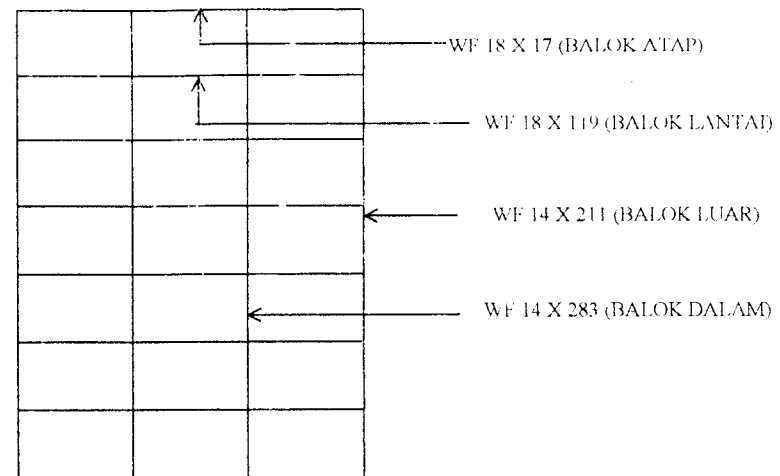 WF 18 X 17 (BALOK ATAP)
WF 18 X 119 (BALOK LANTAI)
WF 14 X 211 (BALOK LUAR)
WF 14 X 283 (BALOK DALAM)